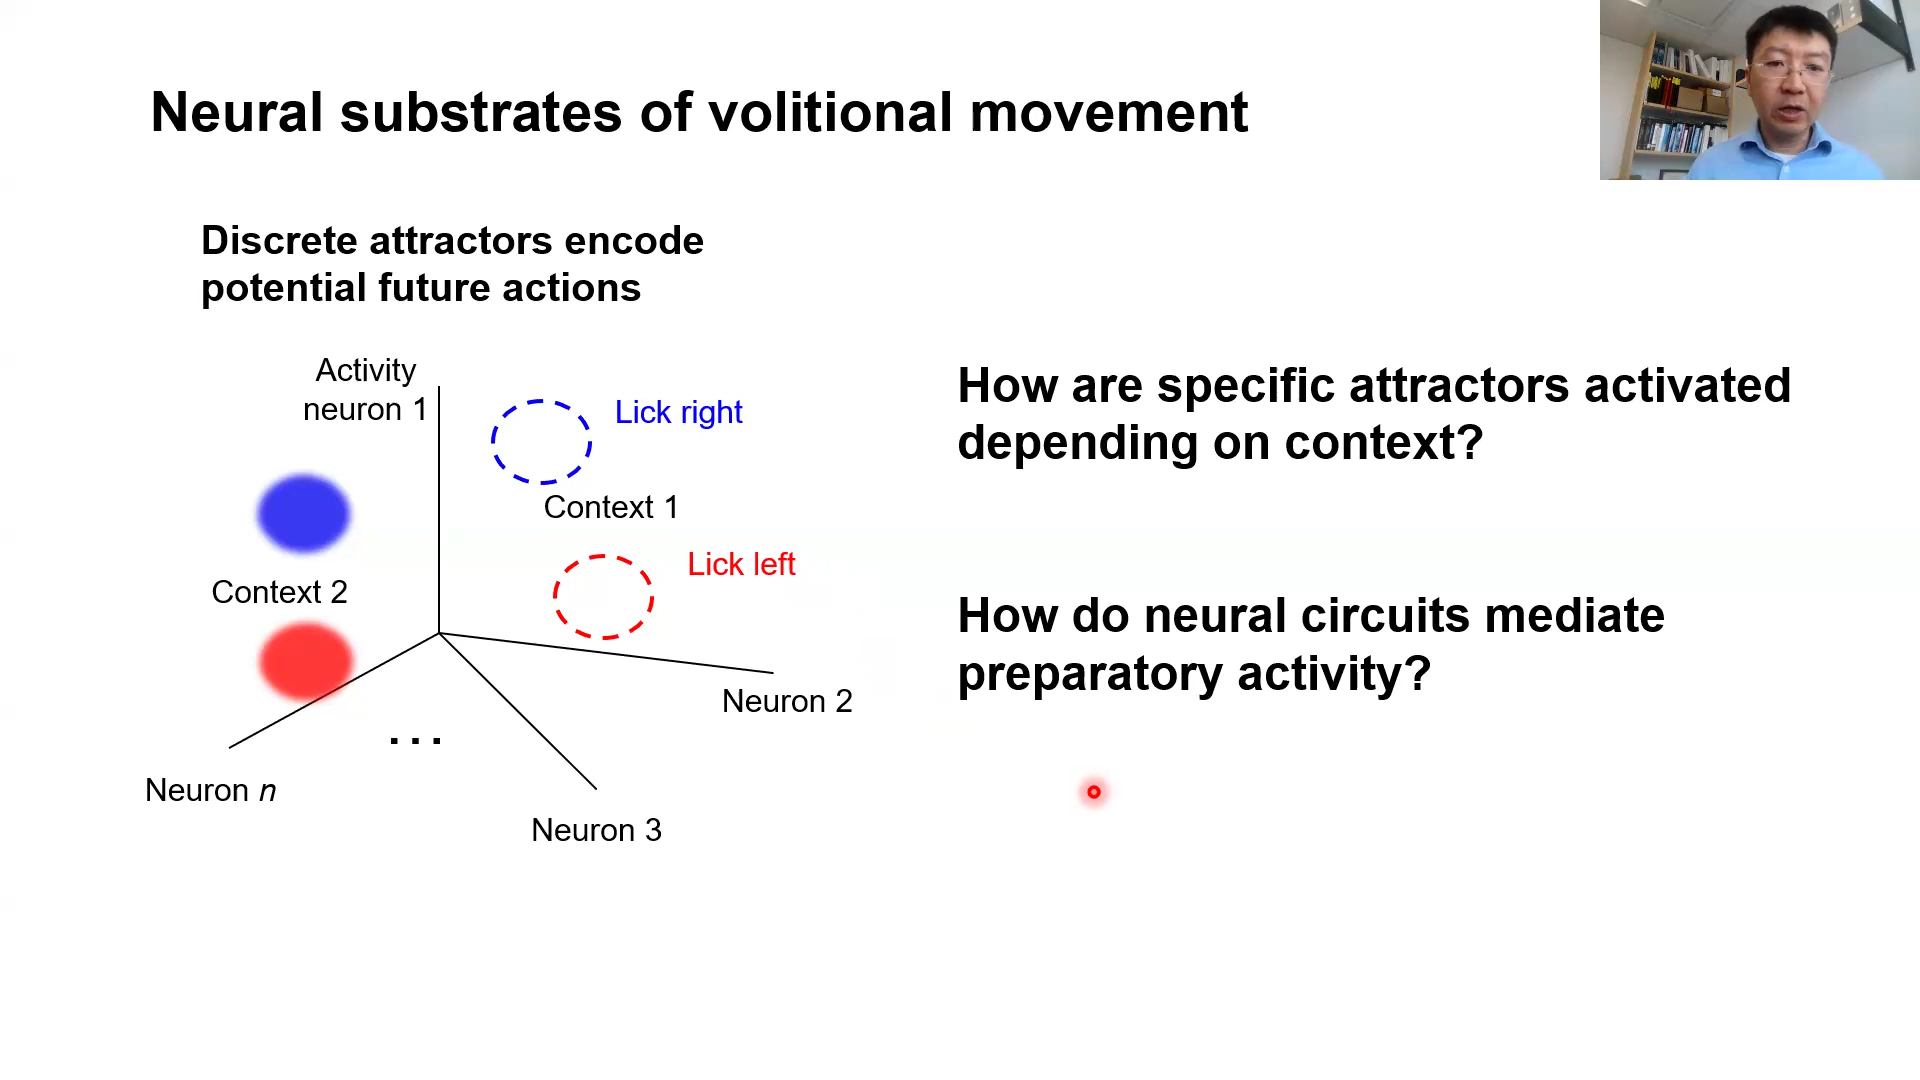 Neural substrates of volitional movement
Discrete attractors encode
potential future actions
Activity
neuron 1
Lick right
Context 1
Lick left
Context 2
Neuron 2
. . .
Neuron n
Neuron 3
How are specific attractors activated
depending on context?
How do neural circuits mediate
preparatory activity?